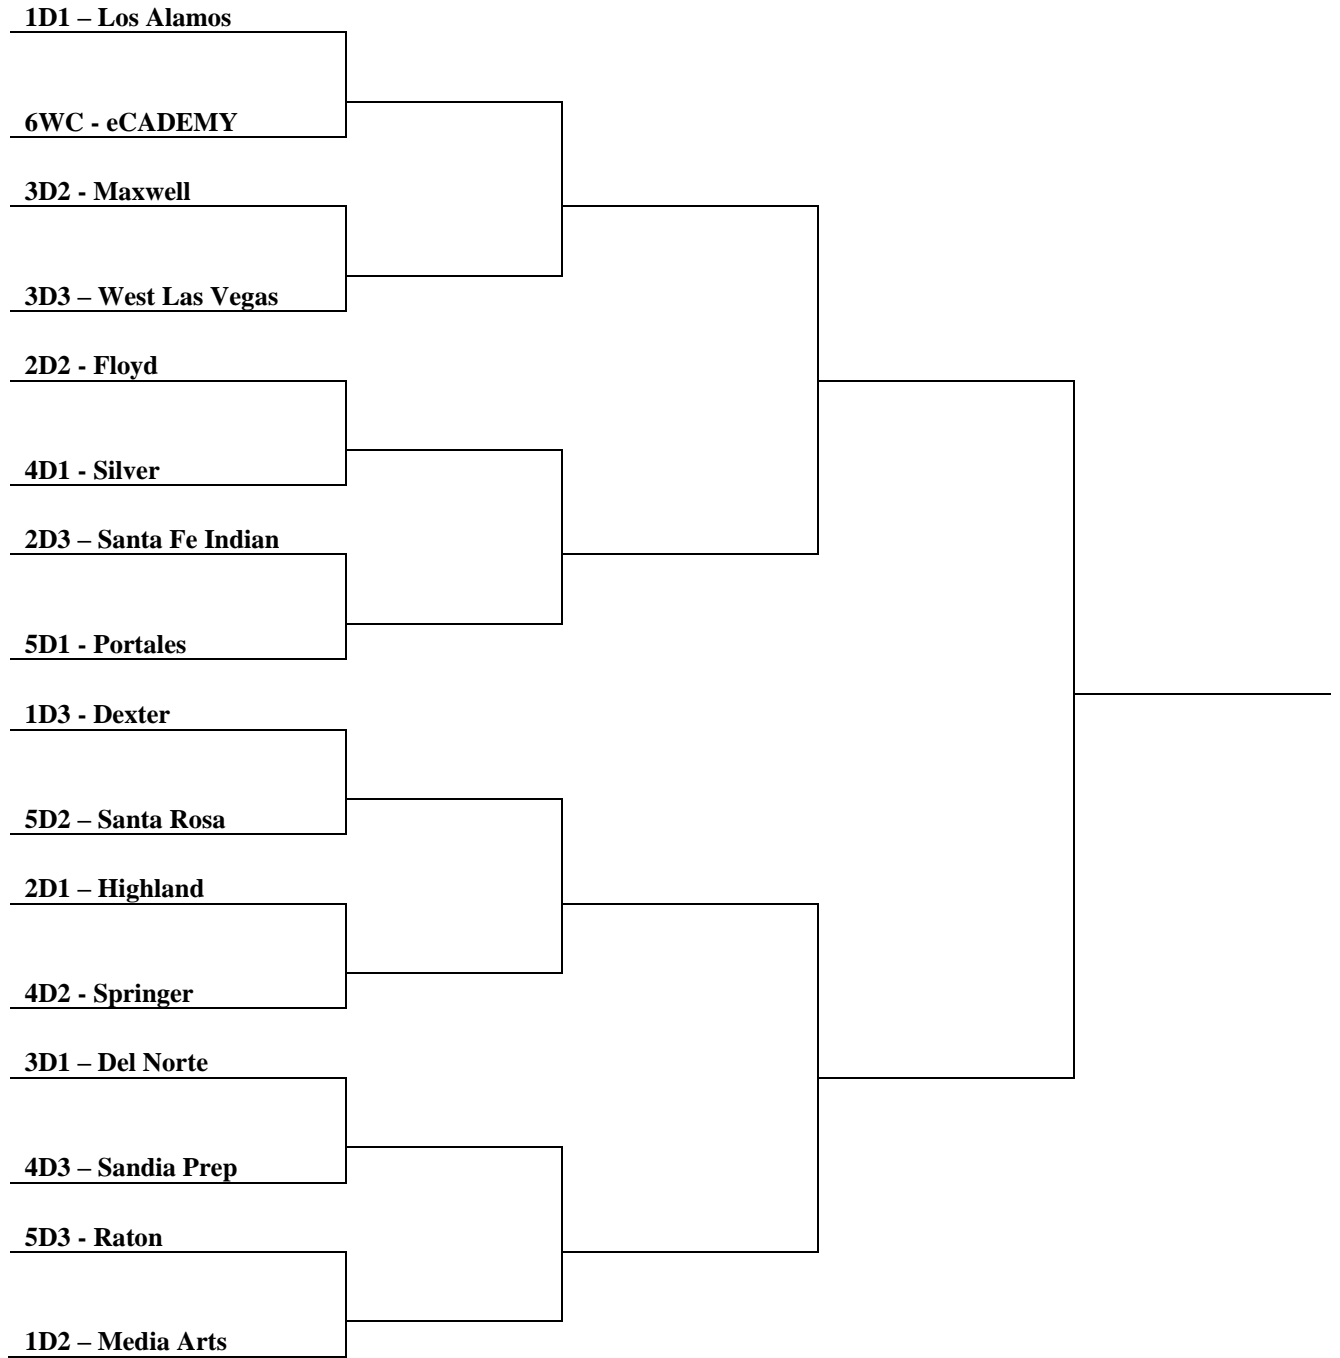 1D1 – Los Alamos
6WC - eCADEMY
3D2 - Maxwell
3D3 – West Las Vegas
2D2 - Floyd
4D1 - Silver
2D3 – Santa Fe Indian
5D1 - Portales
1D3 - Dexter
5D2 – Santa Rosa
2D1 – Highland
4D2 - Springer
3D1 – Del Norte
4D3 – Sandia Prep
5D3 - Raton
1D2 – Media Arts